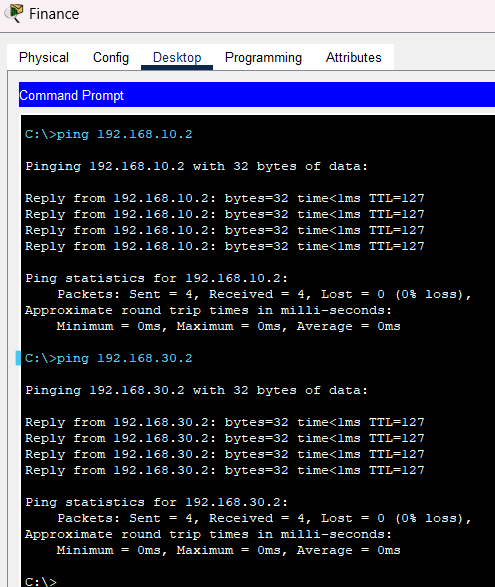 Finance
Physical Config Desktop Programming Attributes
Command Prompt
C:\>ping 192.168.10.2
Pinging 192.168.10.2 with 32 bytes of data:
Reply from 192.168.10.2: bytes=32 time<1ms TTL=127
Reply from 192.168.10.2: bytes=32 time<1ms TTL=127
Reply from 192.168.10.2: bytes=32 time<1ms TTL=127
Reply from 192.168.10.2: bytes=32 time<1ms TTL=127
Ping statistics for 192.168.10.2:
Packets: Sent = 4, Received = 4, Lost = 0 (0% loss),
Approximate round trip times in milli-seconds:
Minimum = 0ms, Maximum = 0ms, Average = 0ms
C:\>ping 192.168.30.2
Pinging 192.168.30.2 with 32 bytes of data:
Reply from 192.168.30.2: bytes=32 time<1ms TTL=127
Reply from 192.168.30.2: bytes=32 time<1ms TTL=127
Reply from 192.168.30.2: bytes=32 time<1ms TTL=127
Reply from 192.168.30.2: bytes=32 time<1ms TTL=127
Ping statistics for 192.168.30.2:
Packets: Sent = 4, Received = 4, Lost = 0 (0% loss),
Approximate round trip times in milli-seconds:
Minimum = 0ms, Maximum = 0ms, Average = 0ms
C:\>